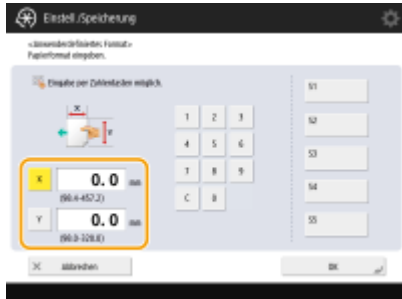 Einstell./Speicherung
<Anwenderdefiniertes Format>
Papierformat eingeben.
Eingabe per Zahlentasten möglich.
X
Y
X 0.0 mm
(98.4-457.2)
Y 0.0 mm
(90.0-320.0)
1 2 3
4 5 6
7 8 9
C 0
S1
S2
S3
S4
S5
Abbrechen
OK